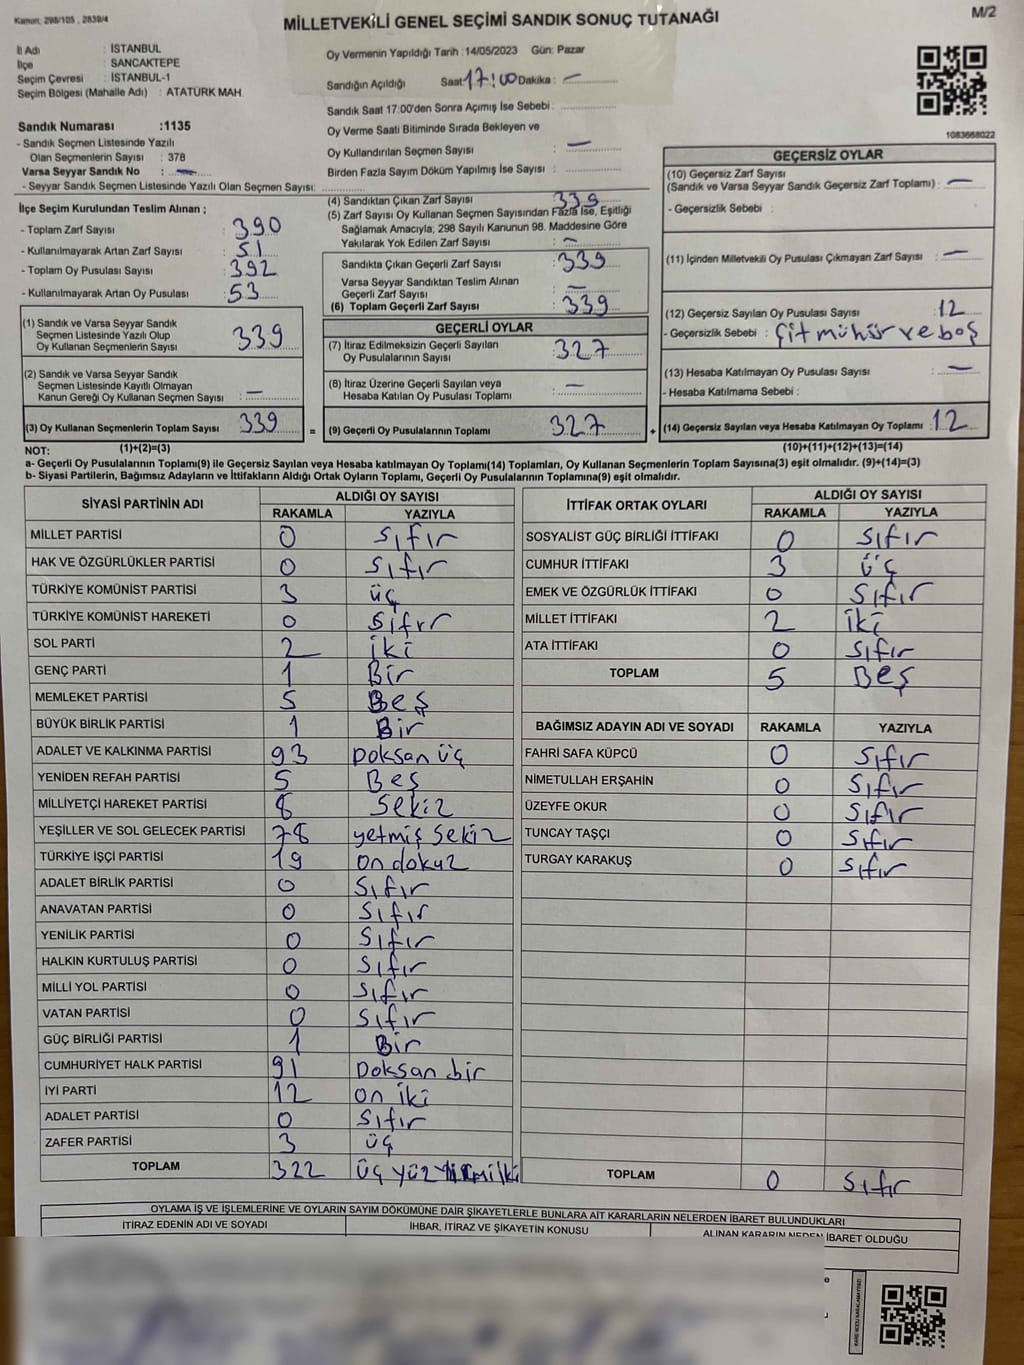 Kanun; 298/105 , 2839/4
MİLLETVEKİLİ GENEL SEÇİMİ SANDIK SONUÇ TUTANAĞI
M/2
İl Adı : İSTANBUL
İlçe : SANCAKTEPE
Seçim Çevresi : İSTANBUL-1
Seçim Bölgesi (Mahalle Adı) : ATATÜRK MAH.
Oy Vermenin Yapıldığı Tarih :14/05/2023 Gün: Pazar
Sandığın Açıldığı Saat 17:00 Dakika : —
Sandık Saat 17:00'den Sonra Açımış İse Sebebi :
Oy Verme Saati Bitiminde Sırada Bekleyen ve
Oy Kullandırılan Seçmen Sayısı : —
Birden Fazla Sayım Döküm Yapılmış İse Sayısı :
1083668022
Sandık Numarası :1135
- Sandık Seçmen Listesinde Yazılı
Olan Seçmenlerin Sayısı : 378
Varsa Seyyar Sandık No : —
- Seyyar Sandık Seçmen Listesinde Yazılı Olan Seçmen Sayısı:
İlçe Seçim Kurulundan Teslim Alınan ;
- Toplam Zarf Sayısı : 390
- Kullanılmayarak Artan Zarf Sayısı : 51
- Toplam Oy Pusulası Sayısı : 392
- Kullanılmayarak Artan Oy Pusulası : 53
(1) Sandık ve Varsa Seyyar Sandık
Seçmen Listesinde Yazılı Olup
Oy Kullanan Seçmenlerin Sayısı : 339
(2) Sandık ve Varsa Seyyar Sandık
Seçmen Listesinde Kayıtlı Olmayan
Kanun Gereği Oy Kullanan Seçmen Sayısı : —
(3) Oy Kullanan Seçmenlerin Toplam Sayısı : 339
(4) Sandıktan Çıkan Zarf Sayısı : 339
(5) Zarf Sayısı Oy Kullanan Seçmen Sayısından Fazla İse, Eşitliği
Sağlamak Amacıyla; 298 Sayılı Kanunun 98. Maddesine Göre
Yakılarak Yok Edilen Zarf Sayısı : —
Sandıkta Çıkan Geçerli Zarf Sayısı : 339
Varsa Seyyar Sandıktan Teslim Alınan
Geçerli Zarf Sayısı : —
(6) Toplam Geçerli Zarf Sayısı : 339
GEÇERLİ OYLAR
(7) İtiraz Edilmeksizin Geçerli Sayılan
Oy Pusulalarının Sayısı : 327
(8) İtiraz Üzerine Geçerli Sayılan veya
Hesaba Katılan Oy Pusulası Toplamı : —
= (9) Geçerli Oy Pusulalarının Toplamı : 327
GEÇERSİZ OYLAR
(10) Geçersiz Zarf Sayısı
(Sandık ve Varsa Seyyar Sandık Geçersiz Zarf Toplamı) : —
- Geçersizlik Sebebi :
(11) İçinden Milletvekili Oy Pusulası Çıkmayan Zarf Sayısı : —
(12) Geçersiz Sayılan Oy Pusulası Sayısı : 12
- Geçersizlik Sebebi : Çit mühür ve boş
(13) Hesaba Katılmayan Oy Pusulası Sayısı : —
- Hesaba Katılmama Sebebi :
+ (14) Geçersiz Sayılan veya Hesaba Katılmayan Oy Toplamı : 12
NOT: (1)+(2)=(3) (10)+(11)+(12)+(13)=(14)
a- Geçerli Oy Pusulalarının Toplamı(9) ile Geçersiz Sayılan veya Hesaba Katılmayan Oy Toplamı(14) Toplamları, Oy Kullanan Seçmenlerin Toplam Sayısına(3) eşit olmalıdır. (9)+(14)=(3)
b- Siyasi Partilerin, Bağımsız Adayların ve İttifakların Aldığı Ortak Oyların Toplamı, Geçerli Oy Pusulalarının Toplamına(9) eşit olmalıdır.
SİYASİ PARTİNİN ADI ALDIĞI OY SAYISI
RAKAMLA YAZIYLA
MİLLET PARTİSİ 0 Sıfır
HAK VE ÖZGÜRLÜKLER PARTİSİ 0 Sıfır
TÜRKİYE KOMÜNİST PARTİSİ 3 üç
TÜRKİYE KOMÜNİST HAREKETİ 0 Sıfır
SOL PARTİ 2 iki
GENÇ PARTİ 1 Bir
MEMLEKET PARTİSİ 5 Beş
BÜYÜK BİRLİK PARTİSİ 1 Bir
ADALET VE KALKINMA PARTİSİ 93 Doksan üç
YENİDEN REFAH PARTİSİ 5 Beş
MİLLİYETÇİ HAREKET PARTİSİ 8 Sekiz
YEŞİLLER VE SOL GELECEK PARTİSİ 78 yetmiş sekiz
TÜRKİYE İŞÇİ PARTİSİ 19 on dokuz
ADALET BİRLİK PARTİSİ 0 Sıfır
ANAVATAN PARTİSİ 0 Sıfır
YENİLİK PARTİSİ 0 Sıfır
HALKIN KURTULUŞ PARTİSİ 0 Sıfır
MİLLİ YOL PARTİSİ 0 Sıfır
VATAN PARTİSİ 0 Sıfır
GÜÇ BİRLİĞİ PARTİSİ 1 Bir
CUMHURİYET HALK PARTİSİ 91 Doksan bir
İYİ PARTİ 12 on iki
ADALET PARTİSİ 0 Sıfır
ZAFER PARTİSİ 3 üç
TOPLAM 322 üç yüz
İTTİFAK ORTAK OYLARI ALDIĞI OY SAYISI
RAKAMLA YAZIYLA
SOSYALİST GÜÇ BİRLİĞİ İTTİFAKI 0 Sıfır
CUMHUR İTTİFAKI 3 üç
EMEK VE ÖZGÜRLÜK İTTİFAKI 0 Sıfır
MİLLET İTTİFAKI 2 iki
ATA İTTİFAKI 0 Sıfır
TOPLAM 5 Beş
BAĞIMSIZ ADAYIN ADI VE SOYADI RAKAMLA YAZIYLA
FAHRİ SAFA KÜPCÜ 0 Sıfır
NİMETULLAH ERŞAHİN 0 Sıfır
ÜZEYFE OKUR 0 Sıfır
TUNCAY TAŞÇI 0 Sıfır
TURGAY KARAKUŞ 0 Sıfır
TOPLAM 0 Sıfır
OYLAMA İŞ VE İŞLEMLERİNE VE OYLARIN SAYIM DÖKÜMÜNE DAİR ŞİKAYETLERLE BUNLARA AİT KARARLARIN NELERDEN İBARET BULUNDUKLARI
İTİRAZ EDENİN ADI VE SOYADI İHBAR, İTİRAZ VE ŞİKAYETİN KONUSU ALINAN KARARIN NEDEN İBARET OLDUĞU